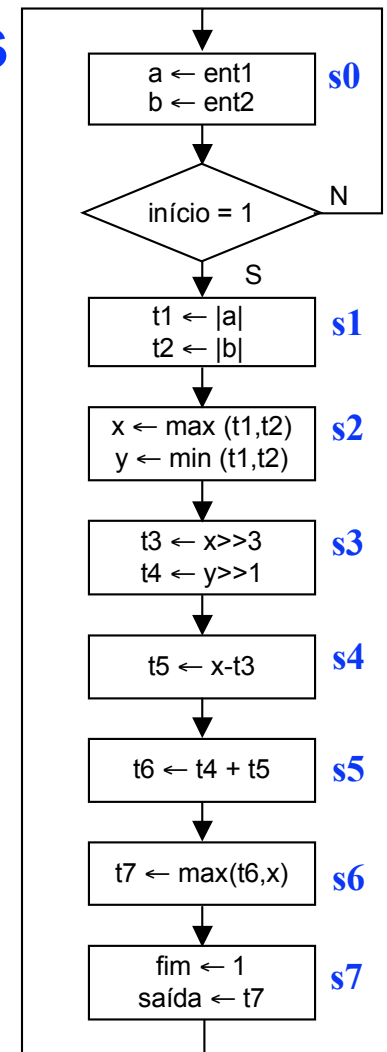 a ← ent1
b ← ent2
s0
início = 1
N
S
t1 ← |a|
t2 ← |b|
s1
x ← max (t1,t2)
y ← min (t1,t2)
s2
t3 ← x>>3
t4 ← y>>1
s3
t5 ← x-t3
s4
t6 ← t4 + t5
s5
t7 ← max(t6,x)
s6
fim ← 1
saída ← t7
s7